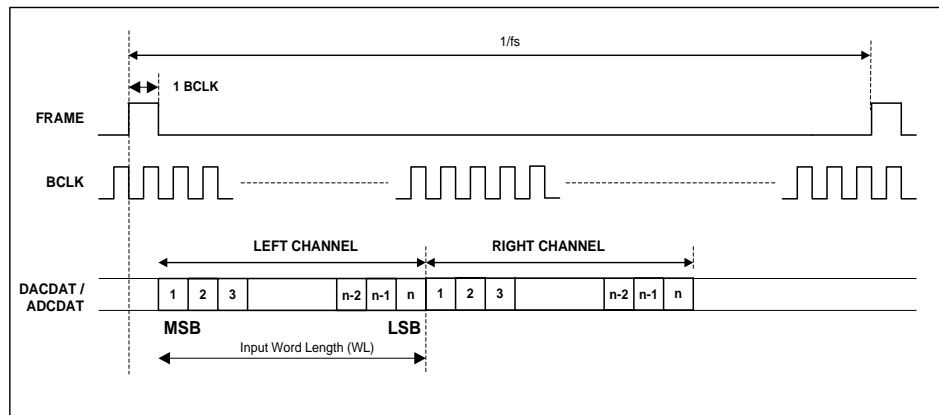 1/fs
1 BCLK
FRAME
BCLK
LEFT CHANNEL RIGHT CHANNEL
DACDAT /
ADCDAT
1 2 3 n-2 n-1 n 1 2 3 n-2 n-1 n
MSB LSB
Input Word Length (WL)